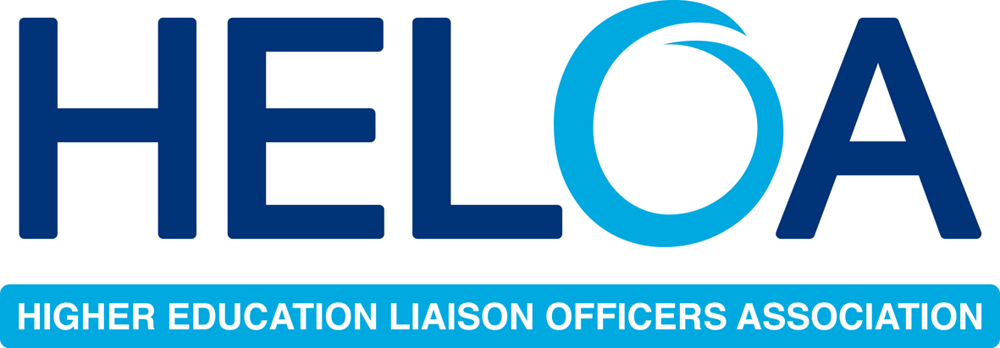 HELOA
HIGHER EDUCATION LIAISON OFFICERS ASSOCIATION